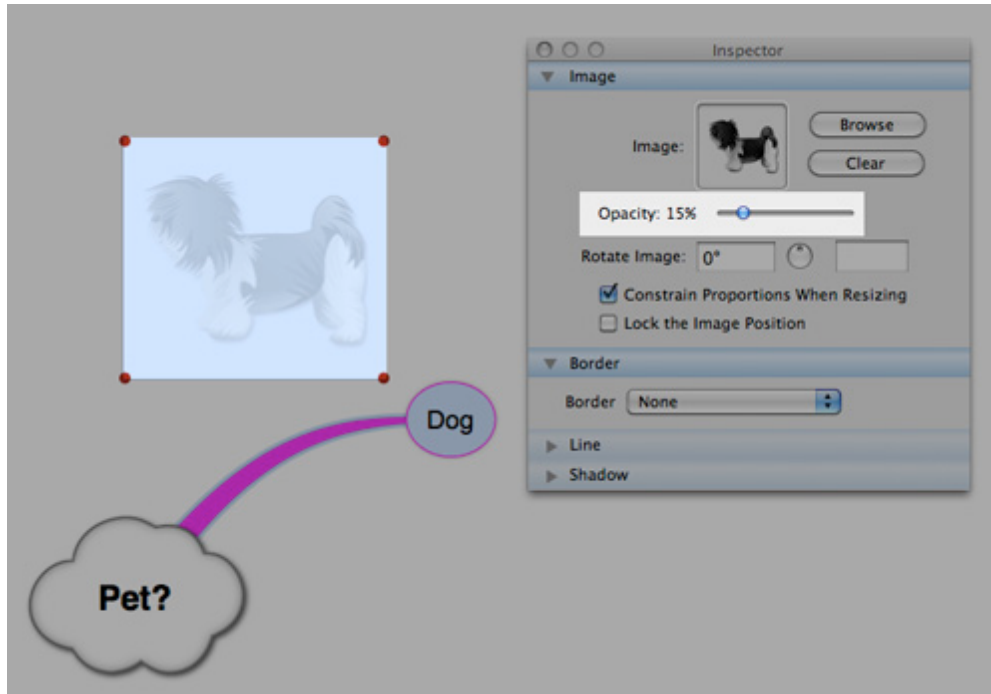 Inspector
Image
Image:
Browse
Clear
Opacity: 15%
Rotate Image: 0°
Constrain Proportions When Resizing
Lock the Image Position
Border
Border None
Line
Shadow
Dog
Pet?